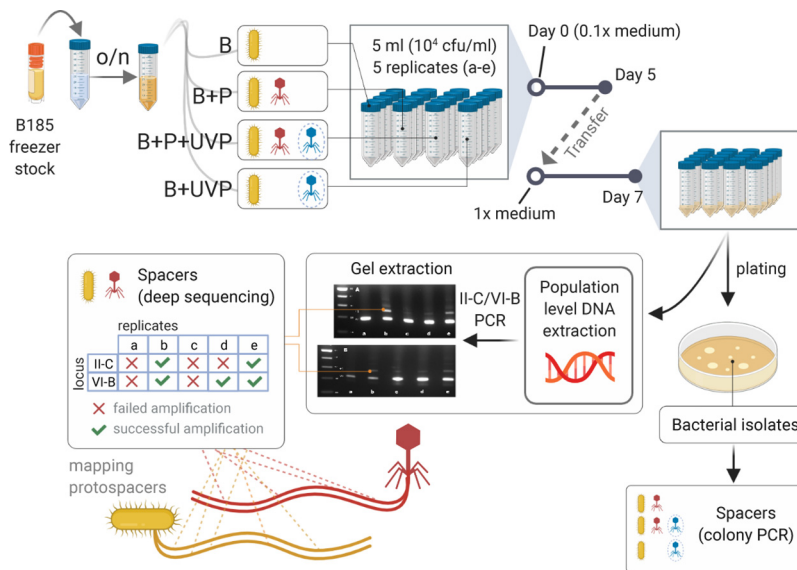 B185
freezer
stock
o/n
B
B+P
B+P+UVP
B+UVP
5 ml (10⁴ cfu/ml)
5 replicates (a-e)
Day 0 (0.1x medium)
Day 5
Transfer
1x medium
Day 7
plating
Bacterial isolates
Spacers
(colony PCR)
Population
level DNA
extraction
II-C/VI-B
PCR
Gel extraction
A
a b c d e
B
a b c d e
Spacers
(deep sequencing)
replicates
a b c d e
locus
II-C
VI-B
failed amplification
successful amplification
mapping
protospacers